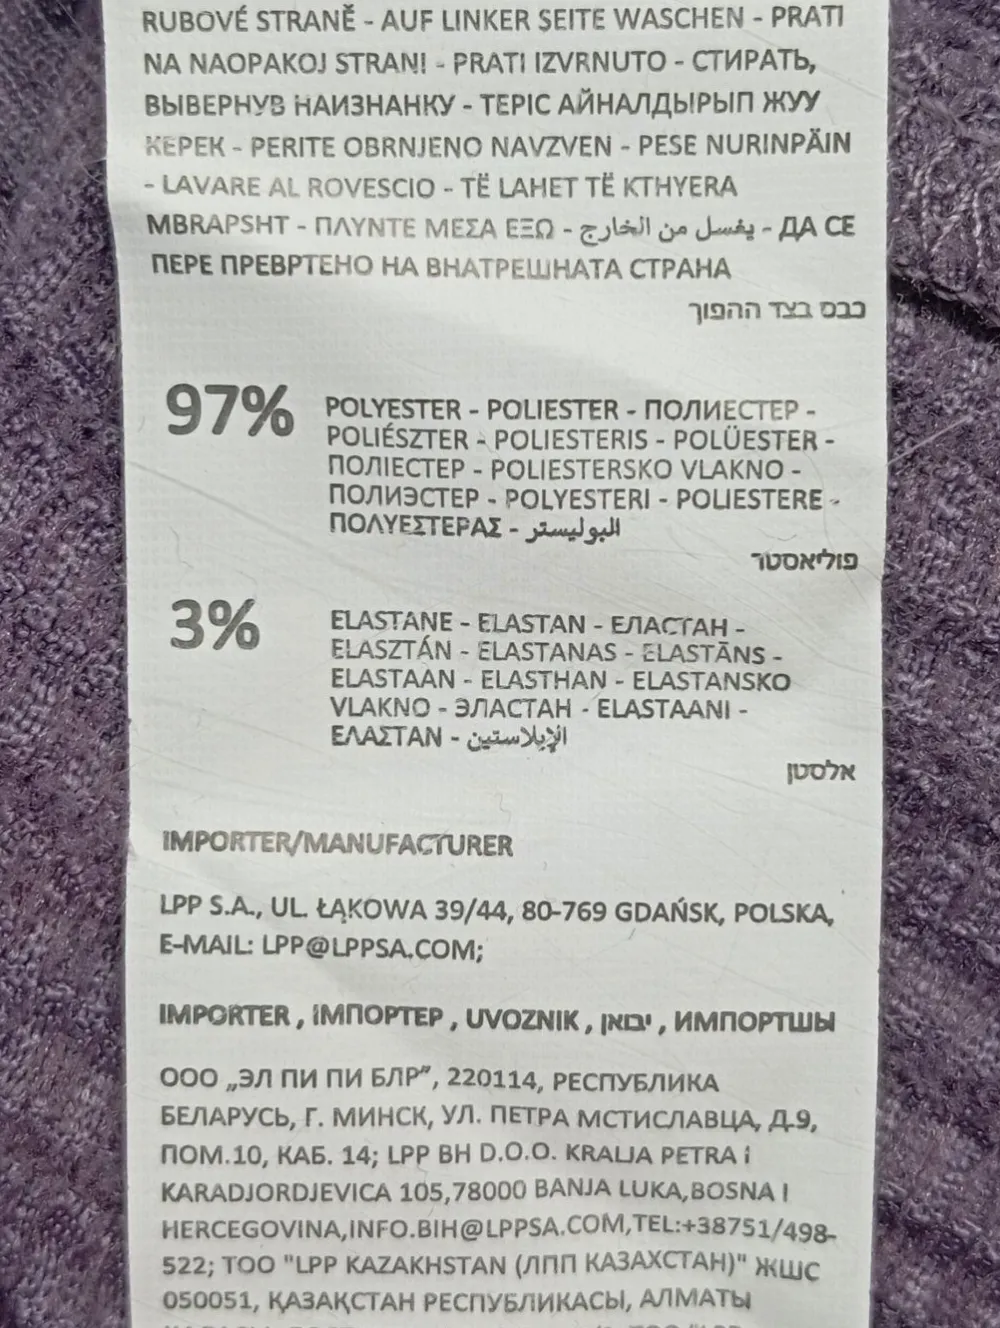 RUBOVÉ STRANĚ - AUF LINKER SEITE WASCHEN - PRATI
NA NAOPAKOJ STRANI - PRATI IZVRNUTO - СТИРАТЬ,
ВЫВЕРНУВ НАИЗНАНКУ - ТЕРІС АЙНАЛДЫРЫП ЖУУ
КЕРЕК - PERITE OBRNJENO NAVZVEN - PESE NURINPÄIN
- LAVARE AL ROVESCIO - TË LAHET TË KTHYERA
MBRAPSHT - ΠΛΥΝΤΕ ΜΕΣΑ ΕΞΩ - يغسل من الخارج - ДА СЕ
ПЕРЕ ПРЕВРТЕНО НА ВНАТРЕШНАТА СТРАНА
כבס בצד ההפוך
97% POLYESTER - POLIESTER - ПОЛИЕСТЕР -
POLIÉSZTER - POLIESTERIS - POLÜESTER -
ПОЛІЕСТЕР - POLIESTERSKO VLAKNO -
ПОЛИЭСТЕР - POLYESTERI - POLIESTERE -
ΠΟΛΥΕΣΤΕΡΑΣ - البوليستر
פוליאסטר
3% ELASTANE - ELASTAN - ЕЛАСТАН -
ELASZTÁN - ELASTANAS - ELASTĀNS -
ELASTAAN - ELASTHAN - ELASTANSKO
VLAKNO - ЭЛАСТАН - ELASTAANI -
ΕΛΑΣΤΑΝ - الإيلاستين
אלסטן
IMPORTER/MANUFACTURER
LPP S.A., UL. ŁĄKOWA 39/44, 80-769 GDAŃSK, POLSKA,
E-MAIL: LPP@LPPSA.COM;
IMPORTER , ІМПОРТЕР , UVOZNIK , יבואן , ИМПОРТШЫ
ООО „ЭЛ ПИ ПИ БЛР", 220114, РЕСПУБЛИКА
БЕЛАРУСЬ, Г. МИНСК, УЛ. ПЕТРА МСТИСЛАВЦА, Д.9,
ПОМ.10, КАБ. 14; LPP BH D.O.O. KRALJA PETRA i
KARADJORDJEVICA 105,78000 BANJA LUKA,BOSNA I
HERCEGOVINA,INFO.BIH@LPPSA.COM,TEL:+38751/498-
522; ТОО "LPP KAZAKHSTAN (ЛПП КАЗАХСТАН)" ЖШС
050051, ҚАЗАҚСТАН РЕСПУБЛИКАСЫ, АЛМАТЫ